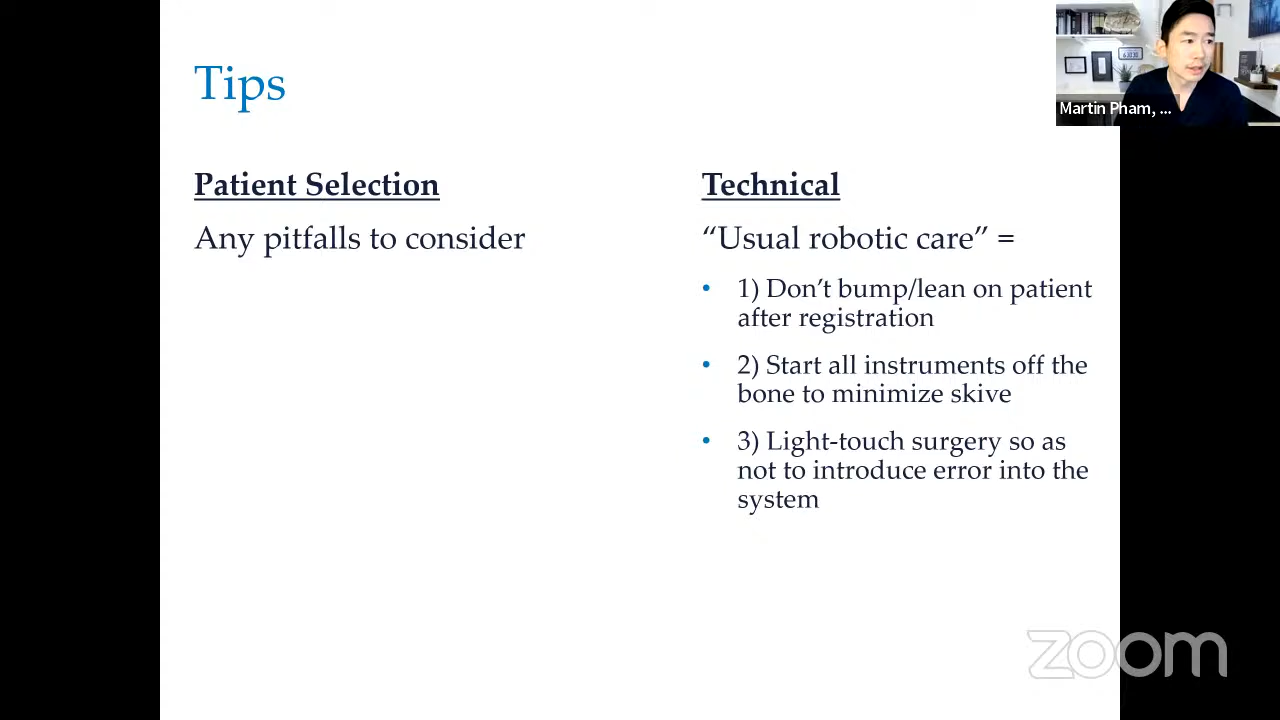 Tips
Patient Selection
Any pitfalls to consider
Technical
“Usual robotic care” =
• 1) Don’t bump/lean on patient
after registration
• 2) Start all instruments off the
bone to minimize skive
• 3) Light-touch surgery so as
not to introduce error into the
system
Martin Pham, ...
zoom